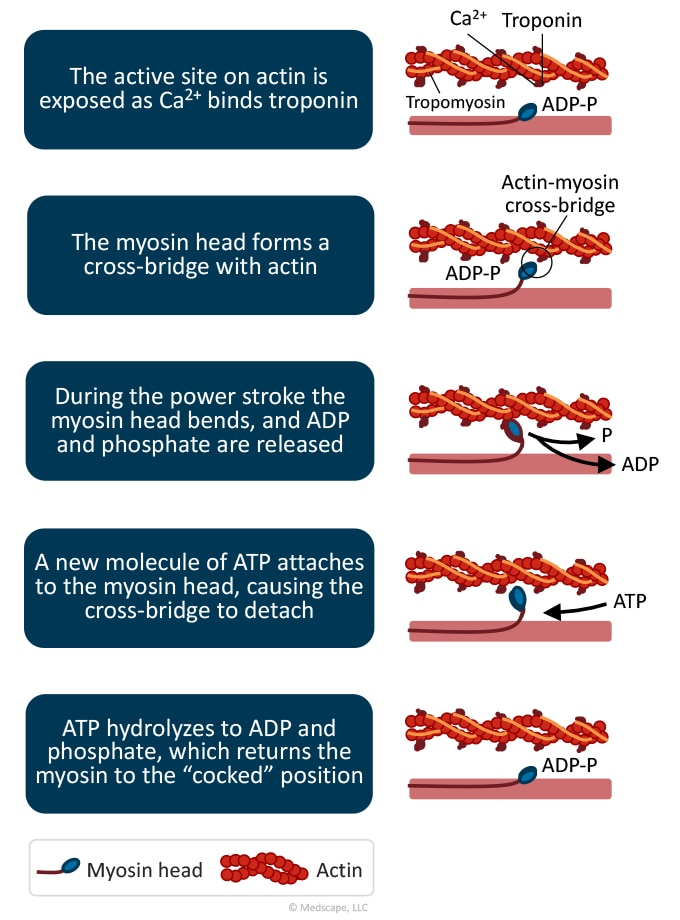 The active site on actin is
exposed as Ca²⁺ binds troponin
Ca²⁺ Troponin
Tropomyosin
ADP-P
The myosin head forms a
cross-bridge with actin
Actin-myosin
cross-bridge
ADP-P
During the power stroke the
myosin head bends, and ADP
and phosphate are released
P
ADP
A new molecule of ATP attaches
to the myosin head, causing the
cross-bridge to detach
ATP
ATP hydrolyzes to ADP and
phosphate, which returns the
myosin to the “cocked” position
ADP-P
Myosin head
Actin
© Medscape, LLC